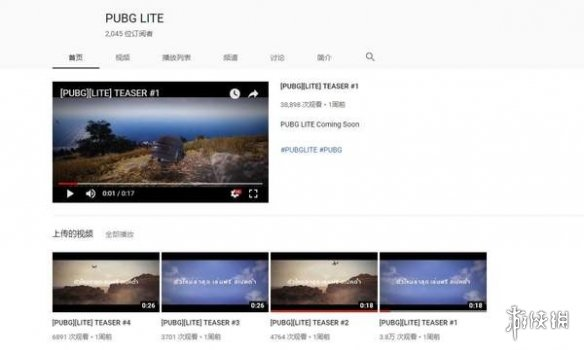 PUBG LITE
2,045 位订阅者
首页 视频 播放列表 频道 讨论 简介
[PUBG][LITE] TEASER #1
0:01 / 0:17
[PUBG][LITE] TEASER #1
38,898 次观看 • 1周前
PUBG LITE Coming Soon
#PUBGLITE #PUBG
上传的视频 全部播放
0:26
0:26
0:18
0:18
[PUBG][LITE] TEASER #4
6891 次观看 • 1周前
[PUBG][LITE] TEASER #3
3701 次观看 • 1周前
[PUBG][LITE] TEASER #2
4764 次观看 • 1周前
[PUBG][LITE] TEASER #1
3.8万 次观看 • 1周前
游侠网